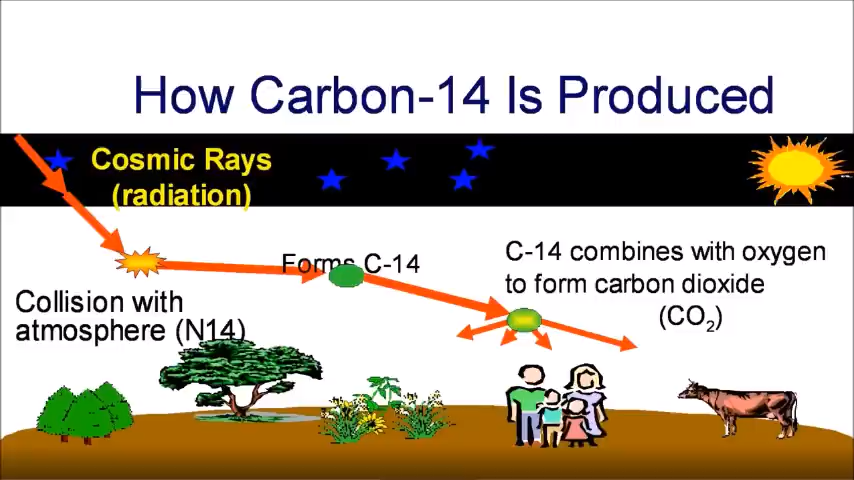 How Carbon-14 Is Produced
Cosmic Rays
(radiation)
Forms C-14
C-14 combines with oxygen
to form carbon dioxide
(CO₂)
Collision with
atmosphere (N14)